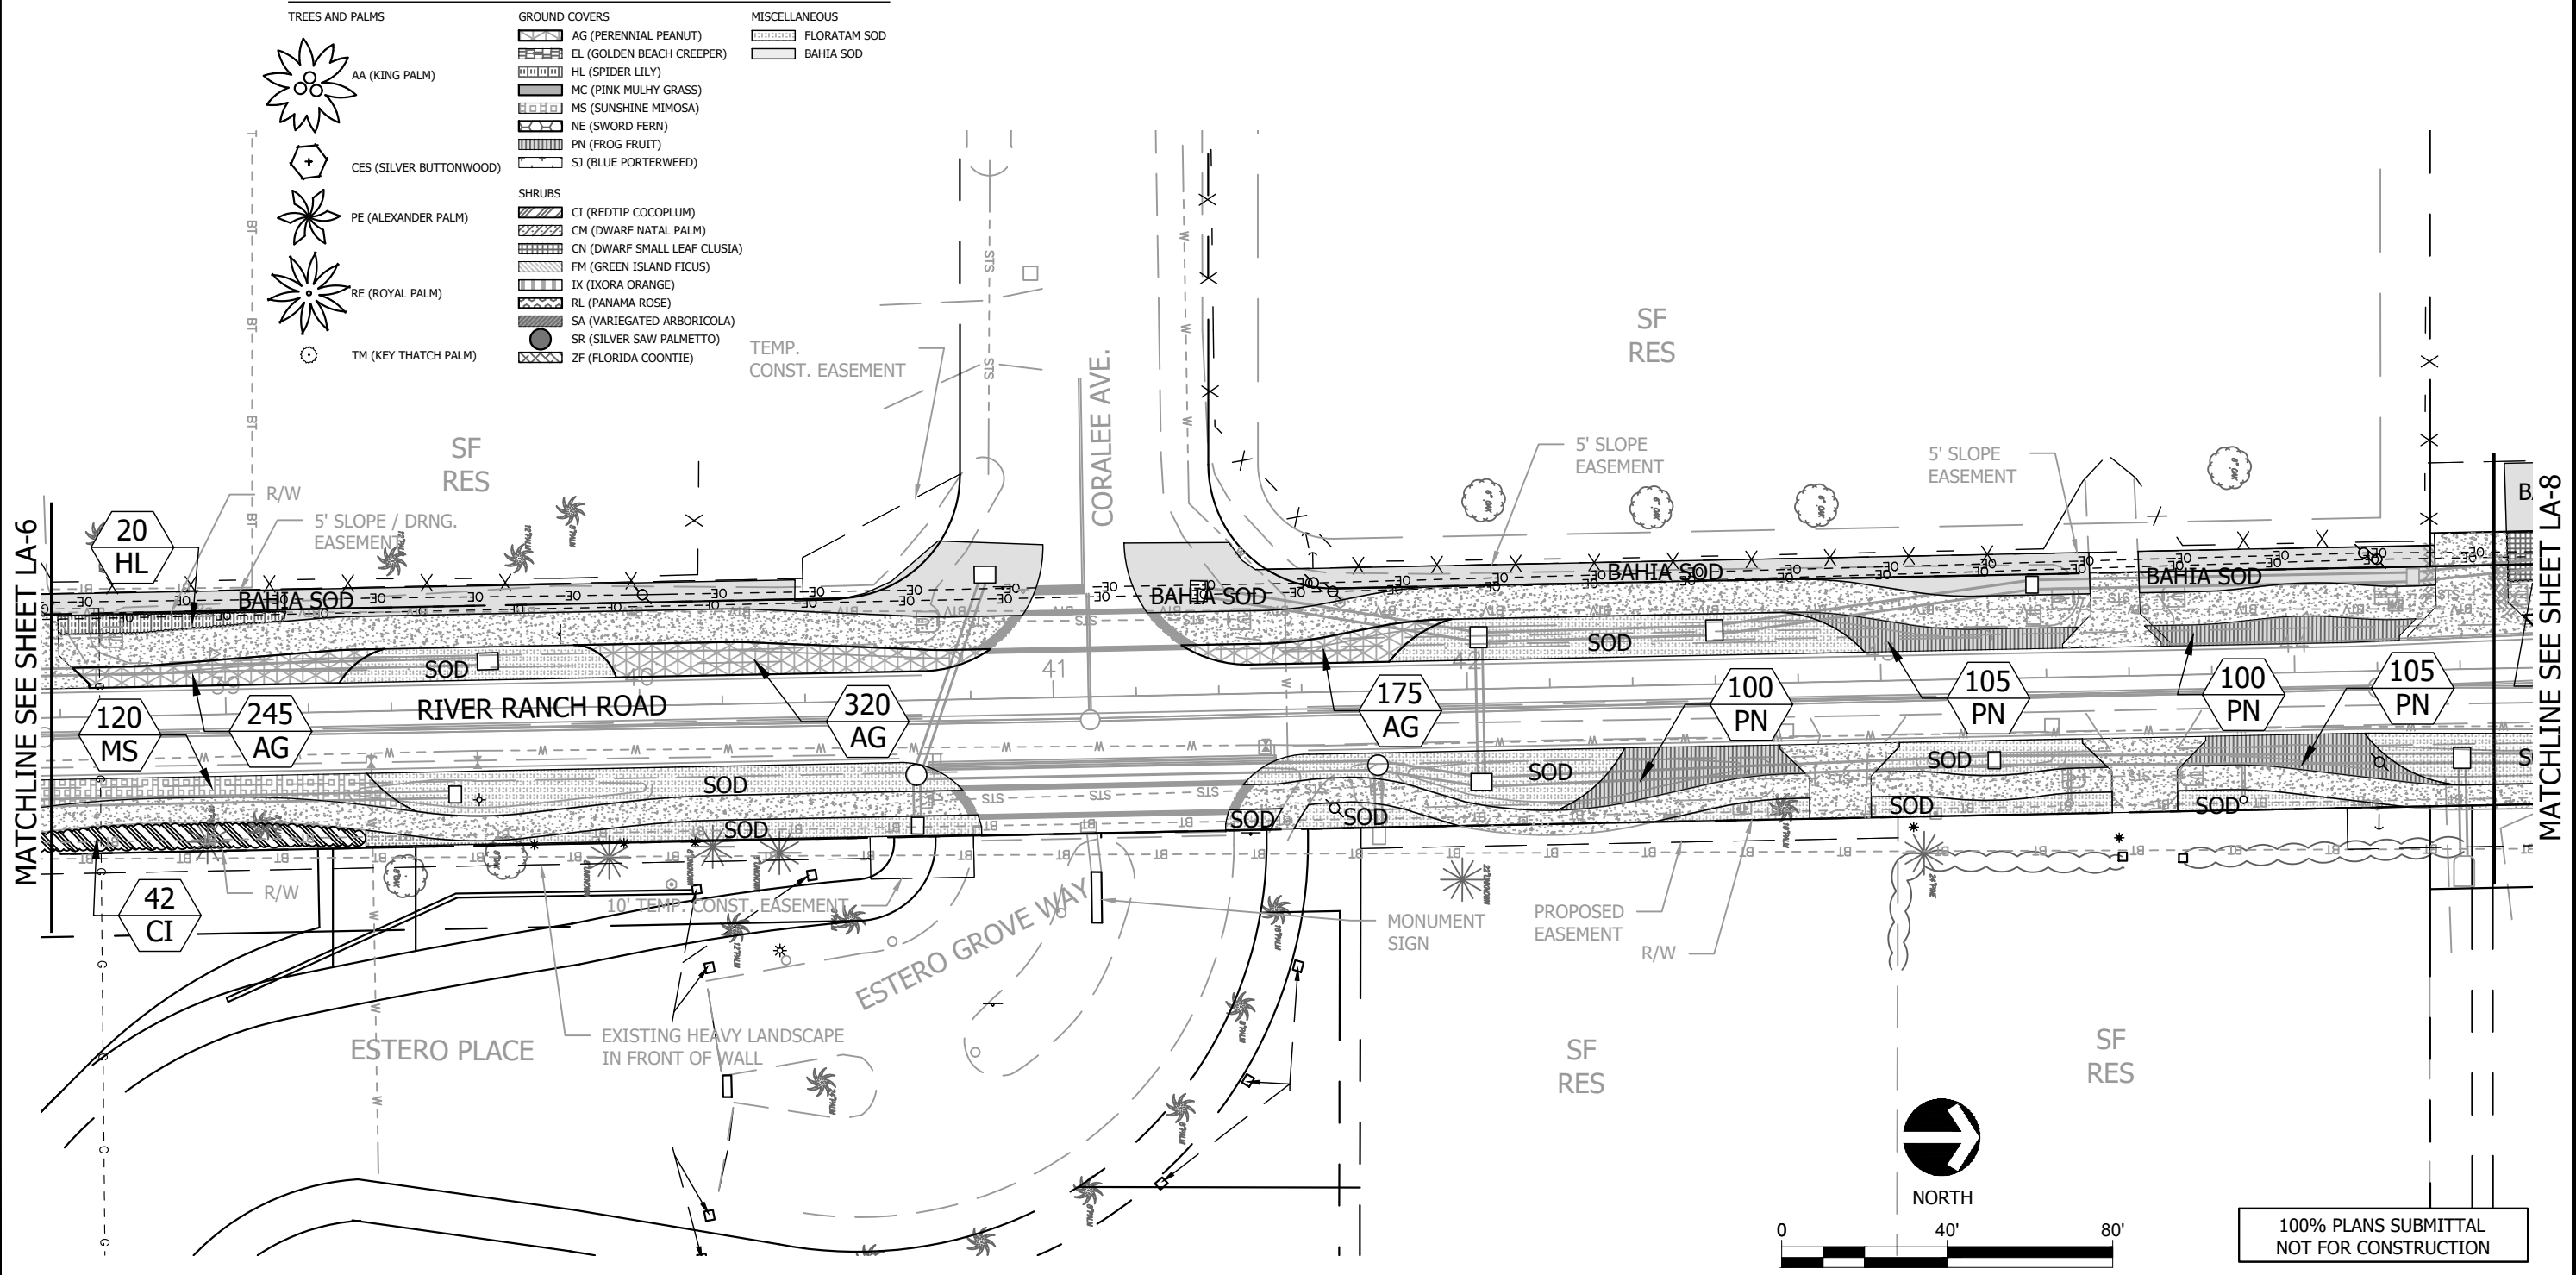 TREES AND PALMS
AA (KING PALM)
CES (SILVER BUTTONWOOD)
PE (ALEXANDER PALM)
RE (ROYAL PALM)
TM (KEY THATCH PALM)
GROUND COVERS
AG (PERENNIAL PEANUT)
EL (GOLDEN BEACH CREEPER)
HL (SPIDER LILY)
MC (PINK MULHY GRASS)
MS (SUNSHINE MIMOSA)
NE (SWORD FERN)
PN (FROG FRUIT)
SJ (BLUE PORTERWEED)
SHRUBS
CI (REDTIP COCOPLUM)
CM (DWARF NATAL PALM)
CN (DWARF SMALL LEAF CLUSIA)
FM (GREEN ISLAND FICUS)
IX (IXORA ORANGE)
RL (PANAMA ROSE)
SA (VARIEGATED ARBORICOLA)
SR (SILVER SAW PALMETTO)
ZF (FLORIDA COONTIE)
MISCELLANEOUS
FLORATAM SOD
BAHIA SOD
TEMP.
CONST. EASEMENT
CORALEE AVE.
SF
RES
SF
RES
R/W
5' SLOPE / DRNG.
EASEMENT
5' SLOPE
EASEMENT
5' SLOPE
EASEMENT
MATCHLINE SEE SHEET LA-6
MATCHLINE SEE SHEET LA-8
20
HL
BAHIA SOD
BAHIA SOD
BAHIA SOD
BAHIA SOD
SOD
SOD
39
40
41
42
43
44
RIVER RANCH ROAD
120
MS
245
AG
320
AG
175
AG
100
PN
105
PN
100
PN
105
PN
SOD
SOD
SOD
SOD
SOD
SOD
SOD
SOD
42
CI
R/W
10' TEMP. CONST. EASEMENT
ESTERO GROVE WAY
MONUMENT
SIGN
PROPOSED
EASEMENT
R/W
EXISTING HEAVY LANDSCAPE
IN FRONT OF WALL
ESTERO PLACE
SF
RES
SF
RES
NORTH
0
40'
80'
100% PLANS SUBMITTAL
NOT FOR CONSTRUCTION